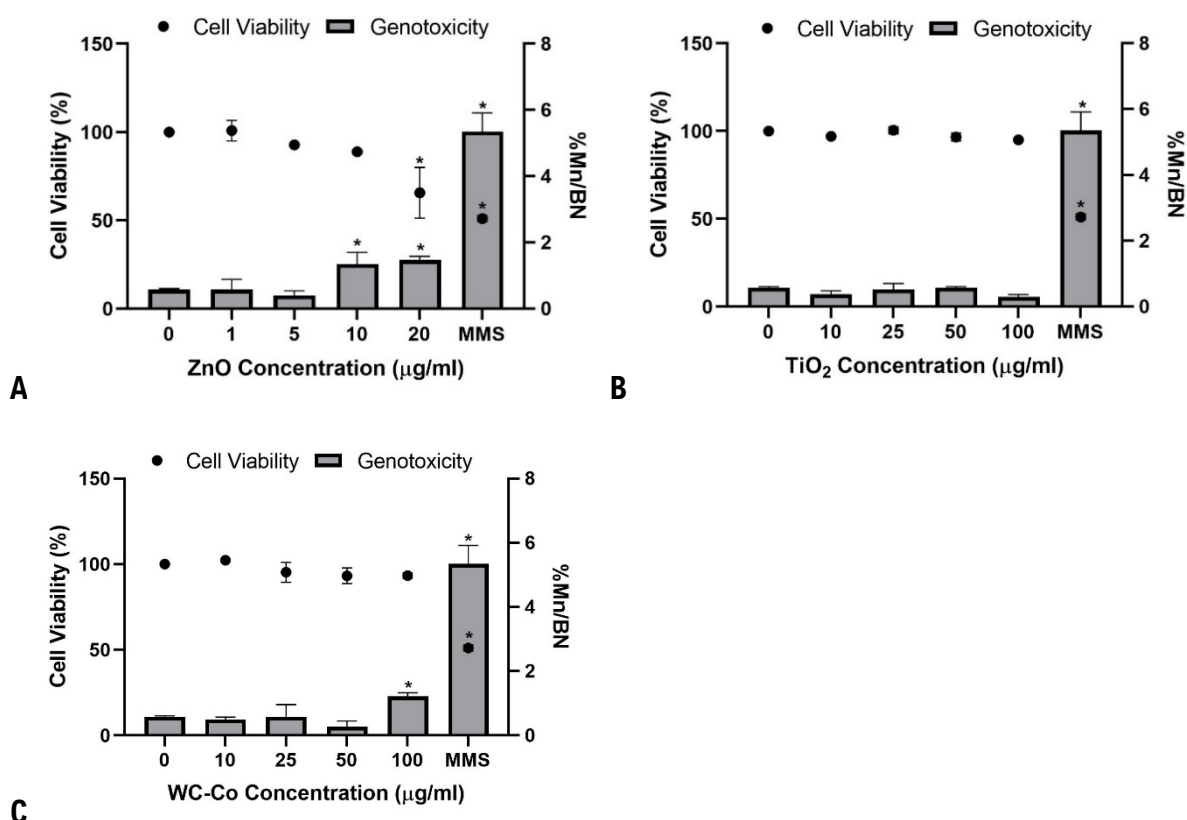 Cell Viability Genotoxicity
150 8
100 6
50 4
0 2
0
Cell Viability (%)
%Mn/BN
* * * * * *
0 1 5 10 20 MMS
ZnO Concentration (μg/ml)
A
Cell Viability Genotoxicity
150 8
100 6
50 4
0 2
0
Cell Viability (%)
%Mn/BN
* *
0 10 25 50 100 MMS
TiO₂ Concentration (μg/ml)
B
Cell Viability Genotoxicity
150 8
100 6
50 4
0 2
0
Cell Viability (%)
%Mn/BN
* * *
0 10 25 50 100 MMS
WC-Co Concentration (μg/ml)
C